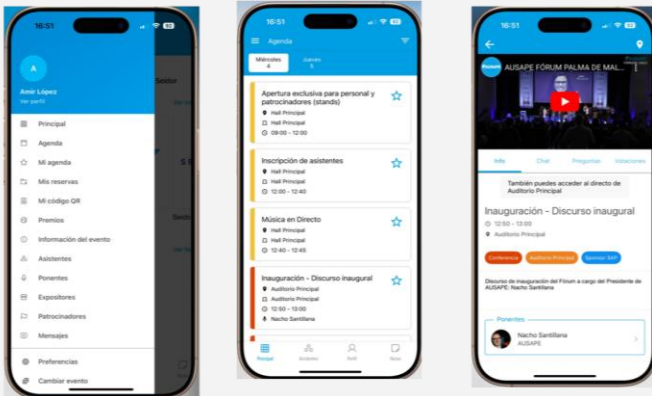 16:51
A
Amir López
Ver perfil
Principal
Agenda
Mi agenda
Mis reservas
Mi código QR
Premios
Información del evento
Asistentes
Ponentes
Expositores
Patrocinadores
Mensajes
Preferencias
Cambiar evento
16:51
Agenda
Miércoles
4
Jueves
5
Apertura exclusiva para personal y
patrocinadores (stands)
Hall Principal
Hall Principal
09:00 - 12:00
Inscripción de asistentes
Hall Principal
Hall Principal
12:00 - 12:40
Música en Directo
Hall Principal
Hall Principal
12:40 - 12:45
Inauguración - Discurso inaugural
Auditorio Principal
Auditorio Principal
12:50 - 13:00
Nacho Santillana
Principal
Asistentes
Perfil
Notas
16:51
AUSAPE FÓRUM PALMA DE MAL...
Info
Chat
Preguntas
Votaciones
También puedes acceder al directo de
Auditorio Principal
Inauguración - Discurso inaugural
12:50 - 13:00
Auditorio Principal
Conferencia
Auditorio Principal
Sponsor SAP
Discurso de inauguración del Fórum a cargo del Presidente de
AUSAPE: Nacho Santillana
Ponentes
Nacho Santillana
AUSAPE